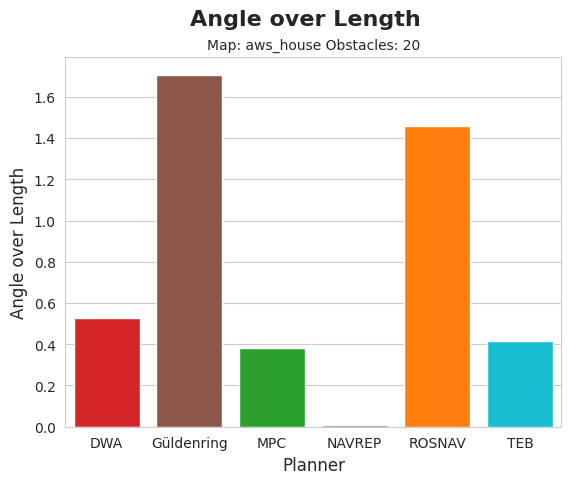 Angle over Length
Map: aws_house Obstacles: 20
Angle over Length
1.6
1.4
1.2
1.0
0.8
0.6
0.4
0.2
0.0
DWA Güldenring MPC NAVREP ROSNAV TEB
Planner